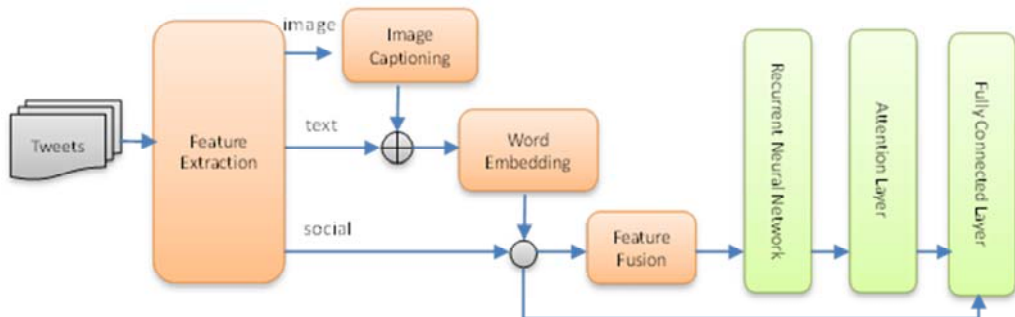 image
Image
Captioning
Tweets
Feature
Extraction
text
Word
Embedding
social
Feature
Fusion
Recurrent Neural Network
Attention Layer
Fully Connected Layer